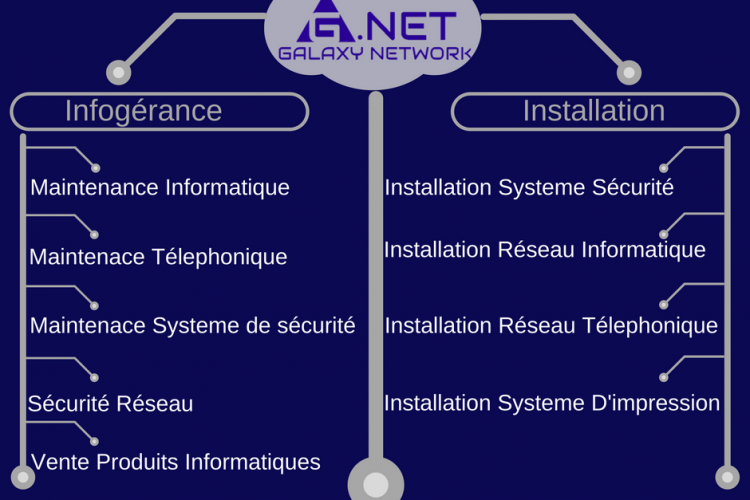 G.NET
GALAXY NETWORK
Infogérance
Maintenance Informatique
Maintenace Télephonique
Maintenace Systeme de sécurité
Sécurité Réseau
Vente Produits Informatiques
Installation
Installation Systeme Sécurité
Installation Réseau Informatique
Installation Réseau Télephonique
Installation Systeme D'impression